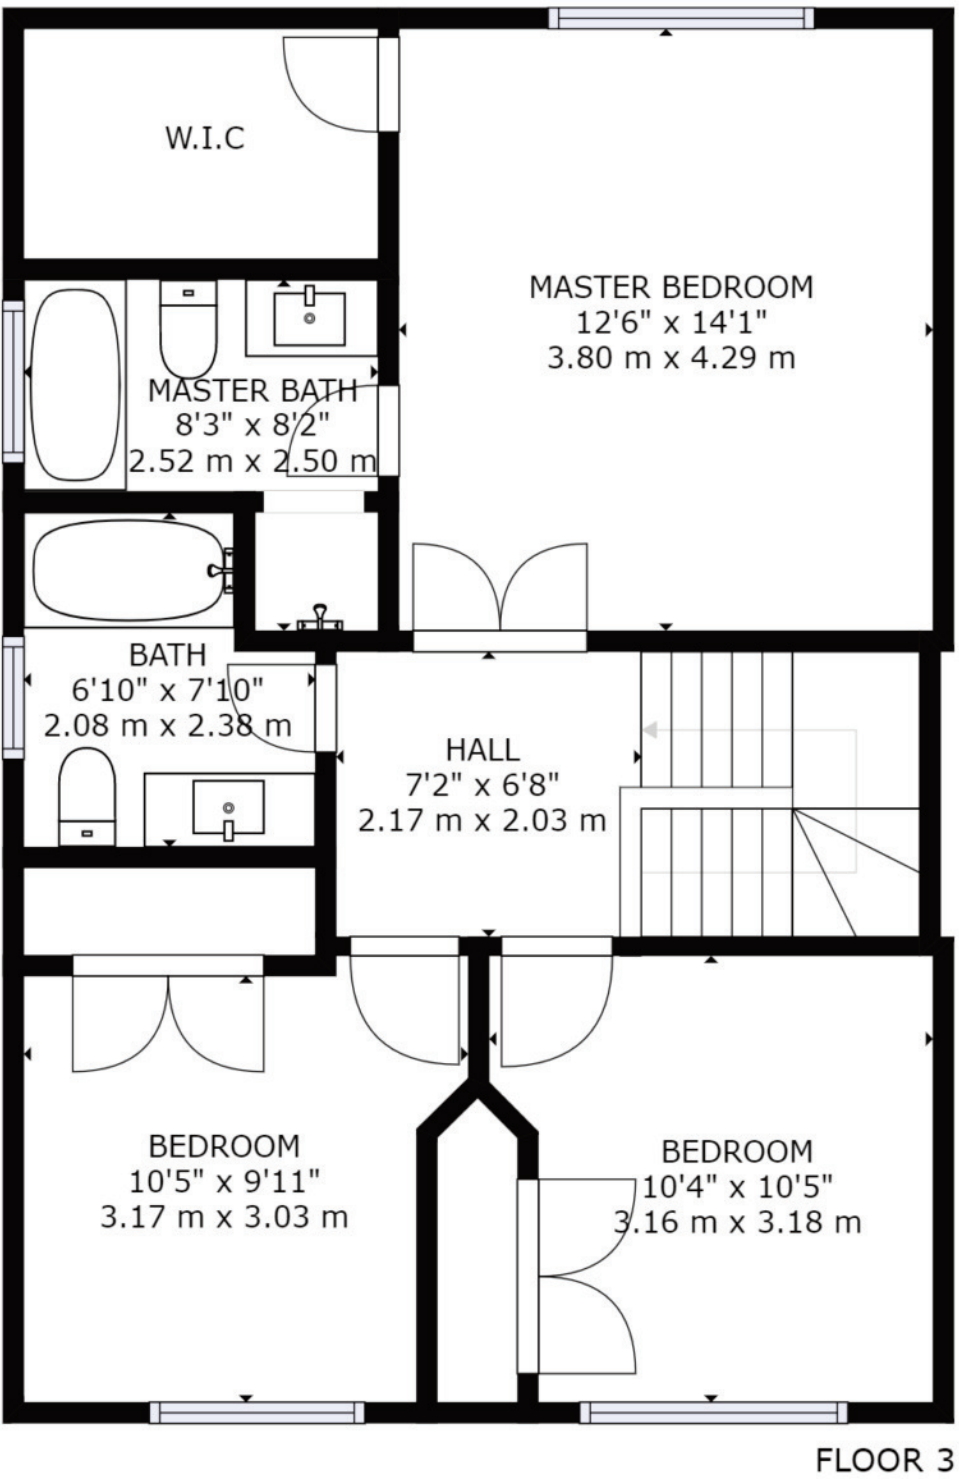 W.I.C
MASTER BEDROOM
12'6" x 14'1"
3.80 m x 4.29 m
MASTER BATH
8'3" x 8'2"
2.52 m x 2.50 m
BATH
6'10" x 7'10"
2.08 m x 2.38 m
HALL
7'2" x 6'8"
2.17 m x 2.03 m
BEDROOM
10'5" x 9'11"
3.17 m x 3.03 m
BEDROOM
10'4" x 10'5"
3.16 m x 3.18 m
FLOOR 3